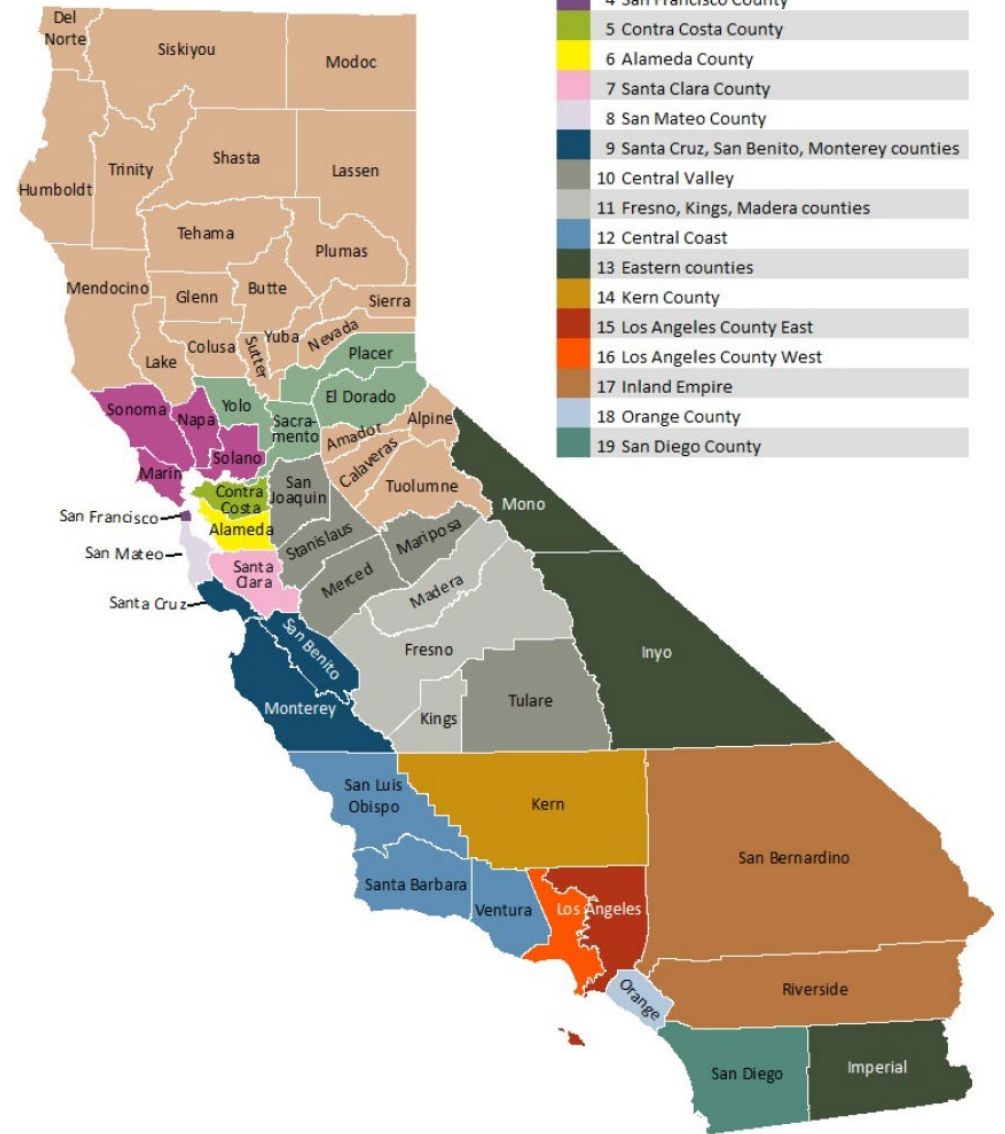 4 San Francisco County
5 Contra Costa County
6 Alameda County
7 Santa Clara County
8 San Mateo County
9 Santa Cruz, San Benito, Monterey counties
10 Central Valley
11 Fresno, Kings, Madera counties
12 Central Coast
13 Eastern counties
14 Kern County
15 Los Angeles County East
16 Los Angeles County West
17 Inland Empire
18 Orange County
19 San Diego County
Del
Norte
Siskiyou
Modoc
Humboldt
Trinity
Shasta
Lassen
Tehama
Plumas
Mendocino
Glenn
Butte
Sierra
Lake
Colusa
Sutter
Yuba
Nevada
Placer
Sonoma
Napa
Yolo
El Dorado
Sacra-
mento
Amador
Alpine
Marin
Solano
Calaveras
Tuolumne
Mono
San Francisco
Contra
Costa
San
Joaquin
Alameda
Stanislaus
Mariposa
San Mateo
Santa
Clara
Merced
Madera
Santa Cruz
San Benito
Fresno
Inyo
Monterey
Kings
Tulare
San Luis
Obispo
Kern
San Bernardino
Santa Barbara
Ventura
Los Angeles
Orange
Riverside
San Diego
Imperial